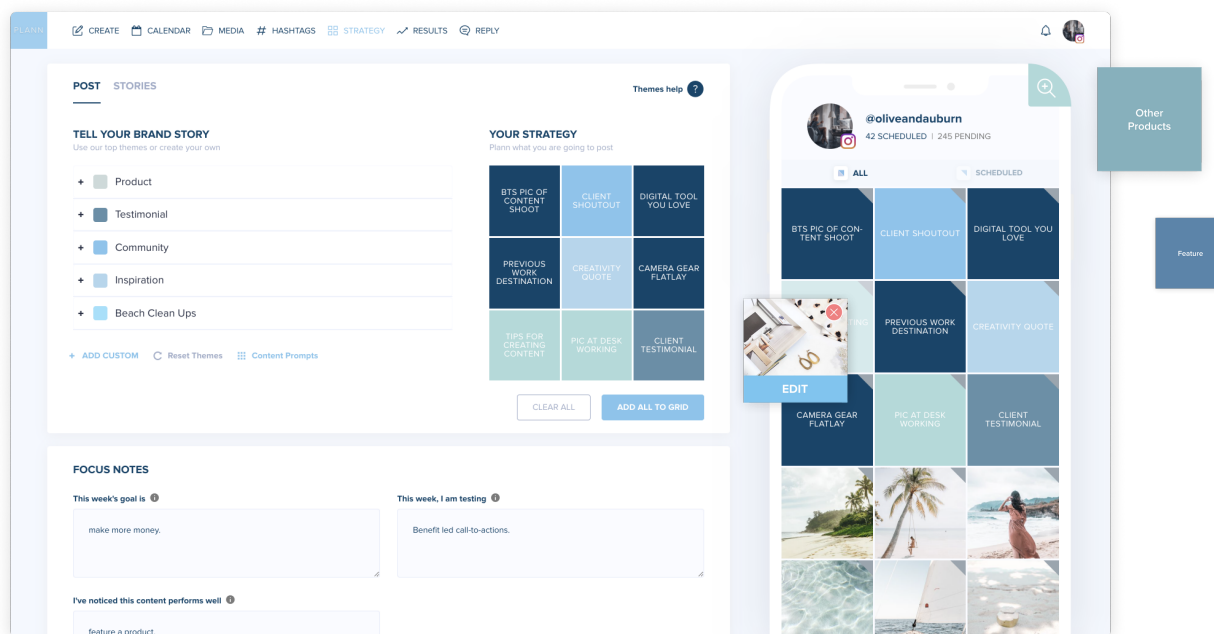 PLANN
CREATE
CALENDAR
MEDIA
HASHTAGS
STRATEGY
RESULTS
REPLY
POST
STORIES
Themes help ?
TELL YOUR BRAND STORY
Use our top themes or create your own
+ Product
+ Testimonial
+ Community
+ Inspiration
+ Beach Clean Ups
+ ADD CUSTOM
Reset Themes
Content Prompts
YOUR STRATEGY
Plann what you are going to post
BTS PIC OF
CONTENT
SHOOT
CLIENT
SHOUTOUT
DIGITAL TOOL
YOU LOVE
PREVIOUS
WORK
DESTINATION
CREATIVITY
QUOTE
CAMERA GEAR
FLATLAY
TIPS FOR
CREATING
CONTENT
PIC AT DESK
WORKING
CLIENT
TESTIMONIAL
CLEAR ALL
ADD ALL TO GRID
FOCUS NOTES
This week's goal is
make more money.
This week, I am testing
Benefit led call-to-actions.
I've noticed this content performs well
feature a product.
@oliveandauburn
42 SCHEDULED | 245 PENDING
ALL
SCHEDULED
BTS PIC OF CON-
TENT SHOOT
CLIENT SHOUTOUT
DIGITAL TOOL YOU
LOVE
PREVIOUS WORK
DESTINATION
CREATIVITY QUOTE
EDIT
CAMERA GEAR
FLATLAY
PIC AT DESK
WORKING
CLIENT
TESTIMONIAL
Other
Products
Feature